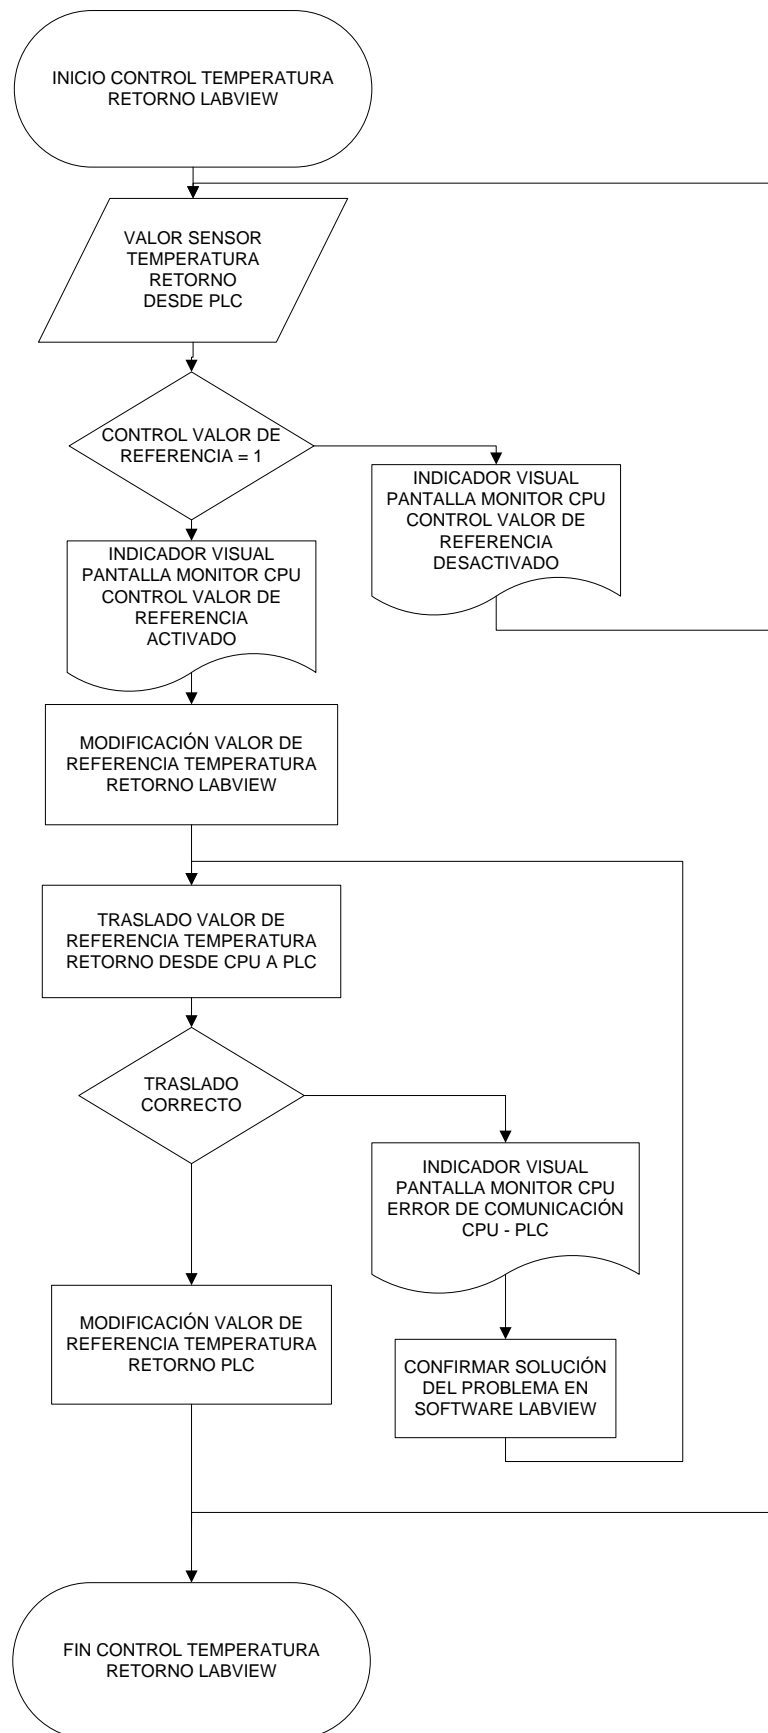 INICIO CONTROL TEMPERATURA
RETORNO LABVIEW
VALOR SENSOR
TEMPERATURA
RETORNO
DESDE PLC
CONTROL VALOR DE
REFERENCIA = 1
INDICADOR VISUAL
PANTALLA MONITOR CPU
CONTROL VALOR DE
REFERENCIA
DESACTIVADO
INDICADOR VISUAL
PANTALLA MONITOR CPU
CONTROL VALOR DE
REFERENCIA
ACTIVADO
MODIFICACIÓN VALOR DE
REFERENCIA TEMPERATURA
RETORNO LABVIEW
TRASLADO VALOR DE
REFERENCIA TEMPERATURA
RETORNO DESDE CPU A PLC
TRASLADO
CORRECTO
INDICADOR VISUAL
PANTALLA MONITOR CPU
ERROR DE COMUNICACIÓN
CPU - PLC
MODIFICACIÓN VALOR DE
REFERENCIA TEMPERATURA
RETORNO PLC
CONFIRMAR SOLUCIÓN
DEL PROBLEMA EN
SOFTWARE LABVIEW
FIN CONTROL TEMPERATURA
RETORNO LABVIEW